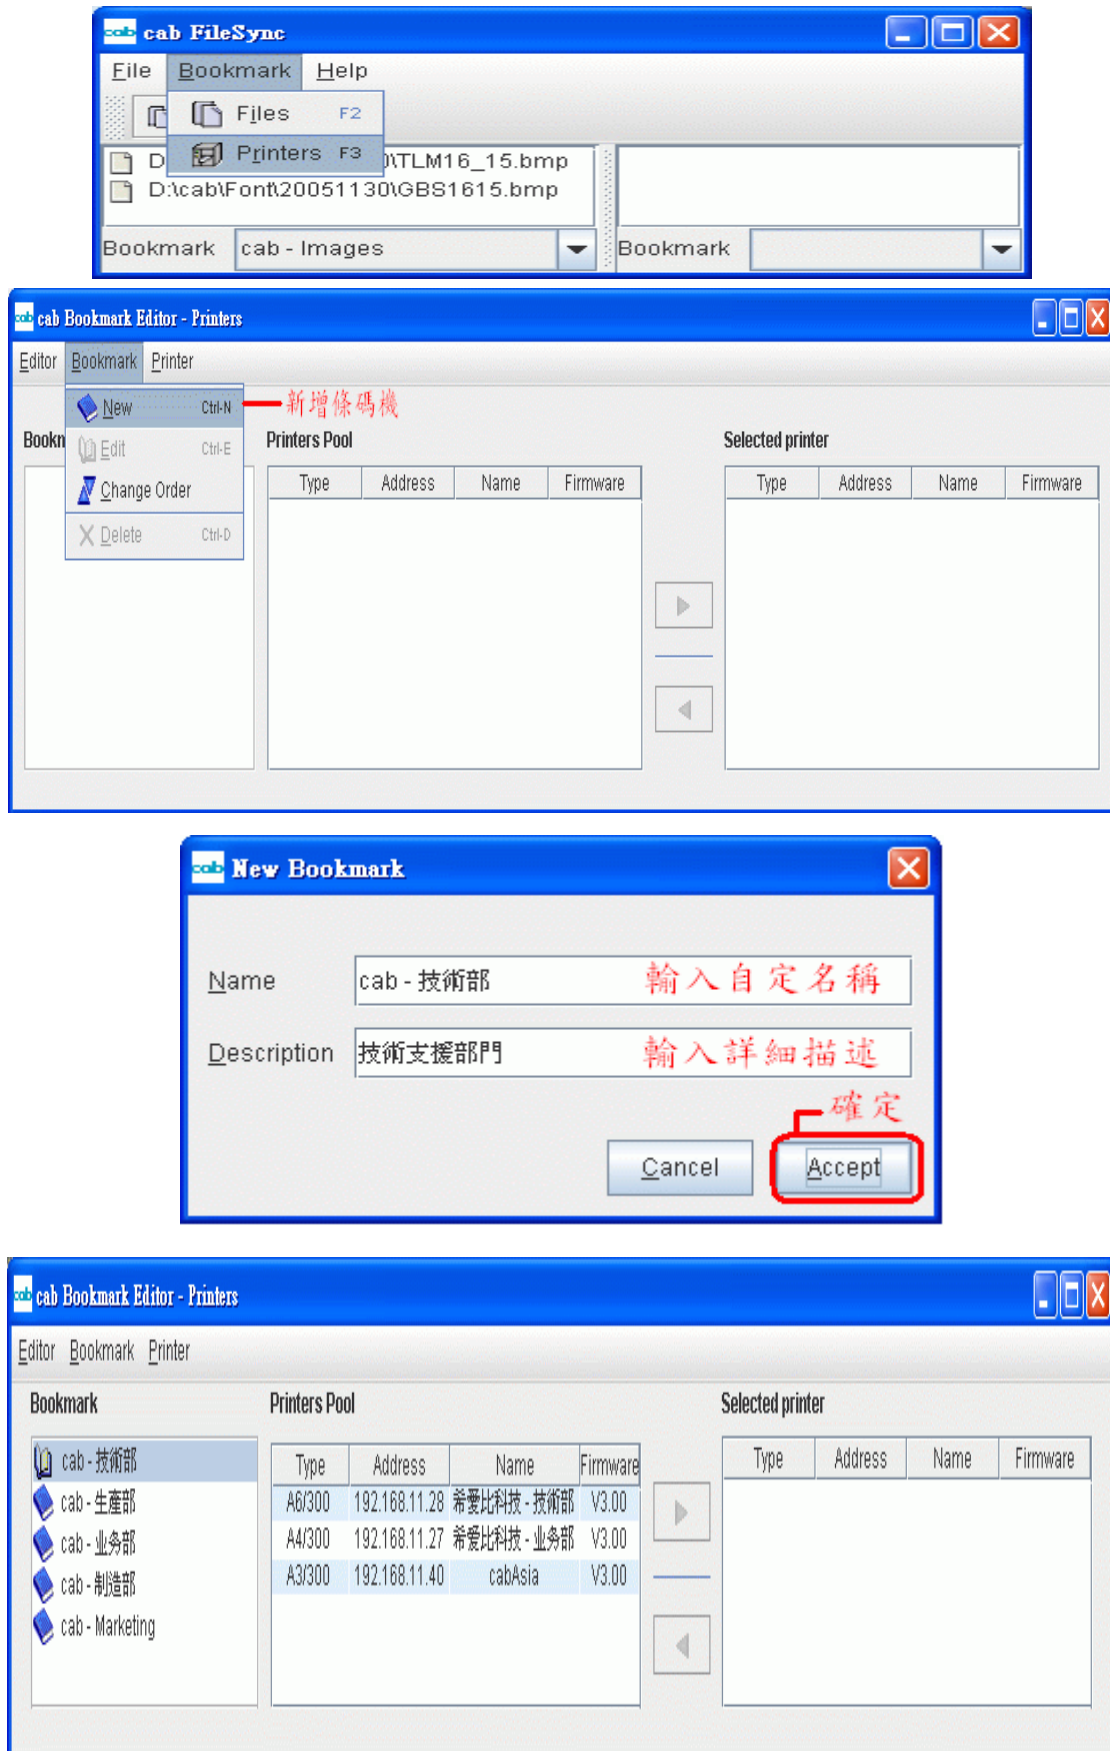 cab cab FileSync
File Bookmark Help
Files F2
Printers F3
D \TLM16_15.bmp
D:\cab\Font\20051130\GBS1615.bmp
Bookmark cab - Images Bookmark
cab cab Bookmark Editor - Printers
Editor Bookmark Printer
New Ctrl-N 新增條碼機
Bookn Printers Pool Selected printer
Edit Ctrl-E
Type Address Name Firmware Type Address Name Firmware
Change Order
Delete Ctrl-D
cab New Bookmark
Name cab - 技術部 輸入自定名稱
Description 技術支援部門 輸入詳細描述
確定
Cancel Accept
cab cab Bookmark Editor - Printers
Editor Bookmark Printer
Bookmark Printers Pool Selected printer
cab - 技術部 Type Address Name Firmware Type Address Name Firmware
cab - 生產部 A6/300 192.168.11.28 希愛比科技 - 技術部 V3.00
cab - 业务部 A4/300 192.168.11.27 希爱比科技 - 业务部 V3.00
cab - 制造部 A3/300 192.168.11.40 cabAsia V3.00
cab - Marketing